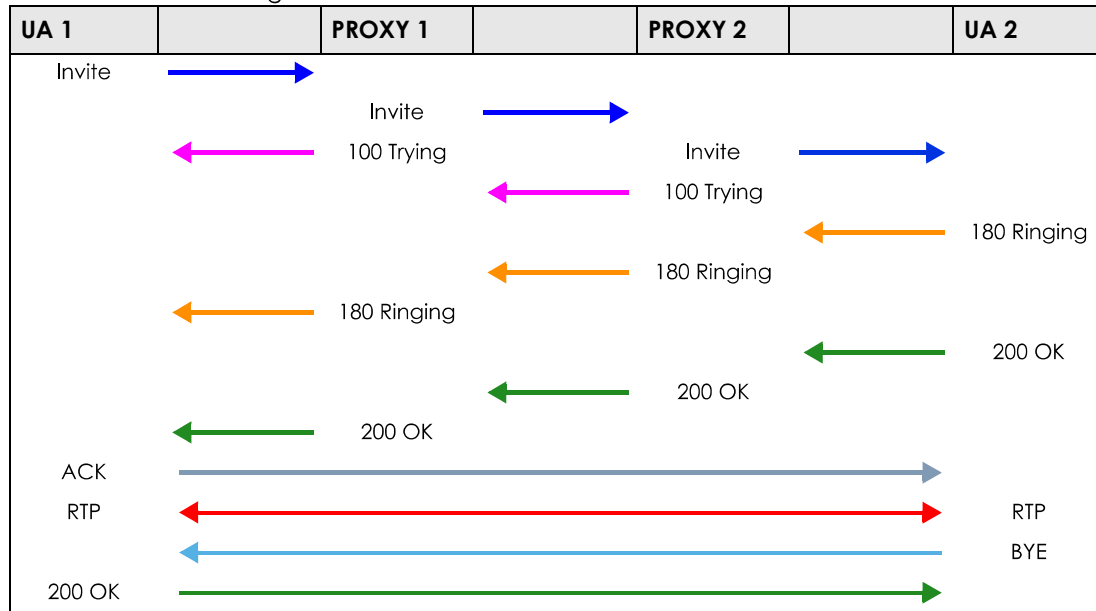 UA 1 PROXY 1 PROXY 2 UA 2
Invite
Invite
100 Trying Invite
100 Trying
180 Ringing
180 Ringing
180 Ringing
200 OK
200 OK
200 OK
ACK
RTP RTP
BYE
200 OK